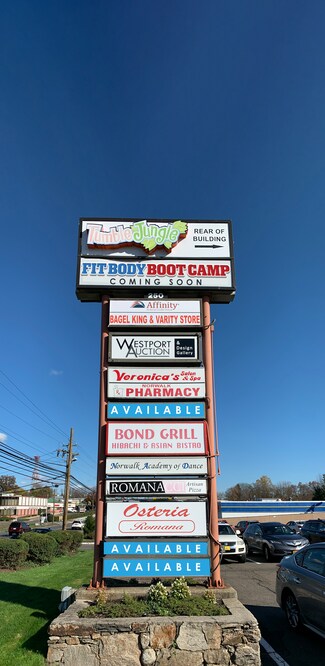 Tumble Jungle
REAR OF
BUILDING
FIT BODY BOOT CAMP
COMING SOON
250
Affinity
BAGEL KING & VARITY STORE
WESTPORT
AUCTION
& Design
Gallery
Veronica's Salon
& Spa
NORWALK
PHARMACY
AVAILABLE
BOND GRILL
HIBACHI & ASIAN BISTRO
Norwalk Academy of Dance
ROMANA
Artisan
Pizza
Osteria
Romana
AVAILABLE
AVAILABLE